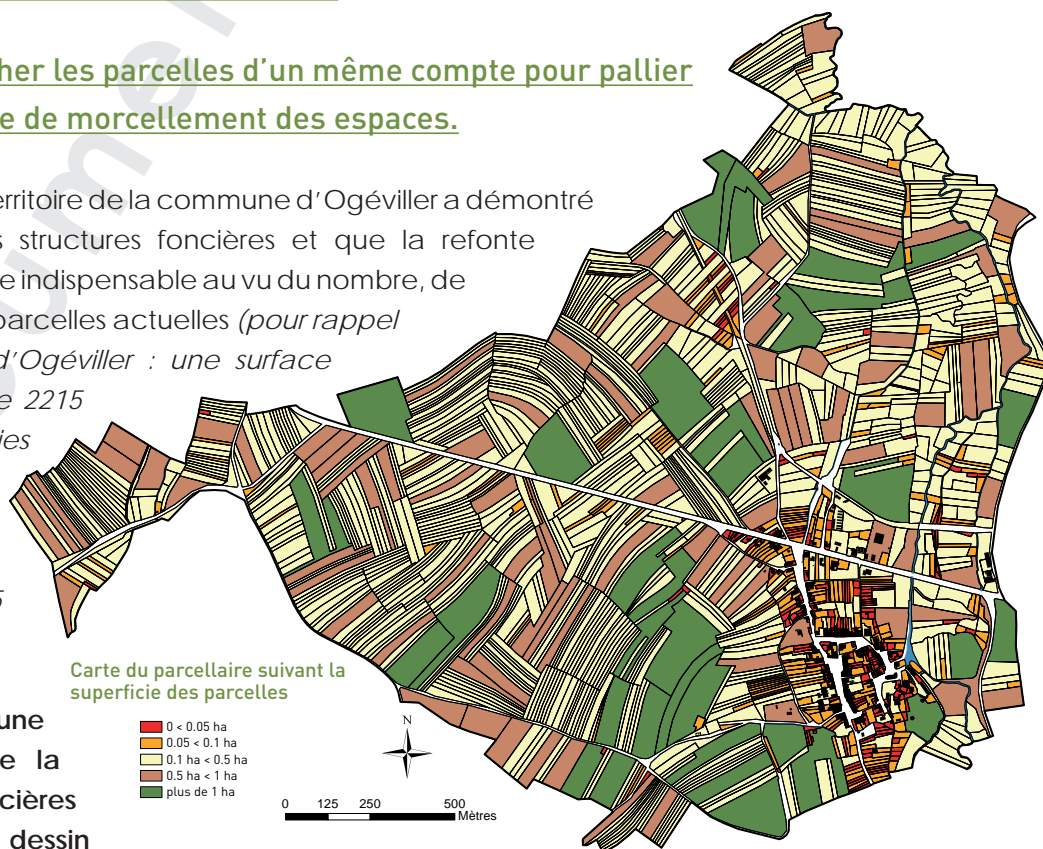 her les parcelles d'un même compte pour pallier
e de morcellement des espaces.
erritoire de la commune d'Ogéviller a démontré
s structures foncières et que la refonte
e indispensable au vu du nombre, de
parcelles actuelles (pour rappel
d'Ogéviller : une surface
e 2215
ies
Carte du parcellaire suivant la
superficie des parcelles
0 < 0.05 ha
0.05 < 0.1 ha
0.1 ha < 0.5 ha
0.5 ha < 1 ha
plus de 1 ha
N
0 125 250 500
Mètres
une
e la
cières
dessin